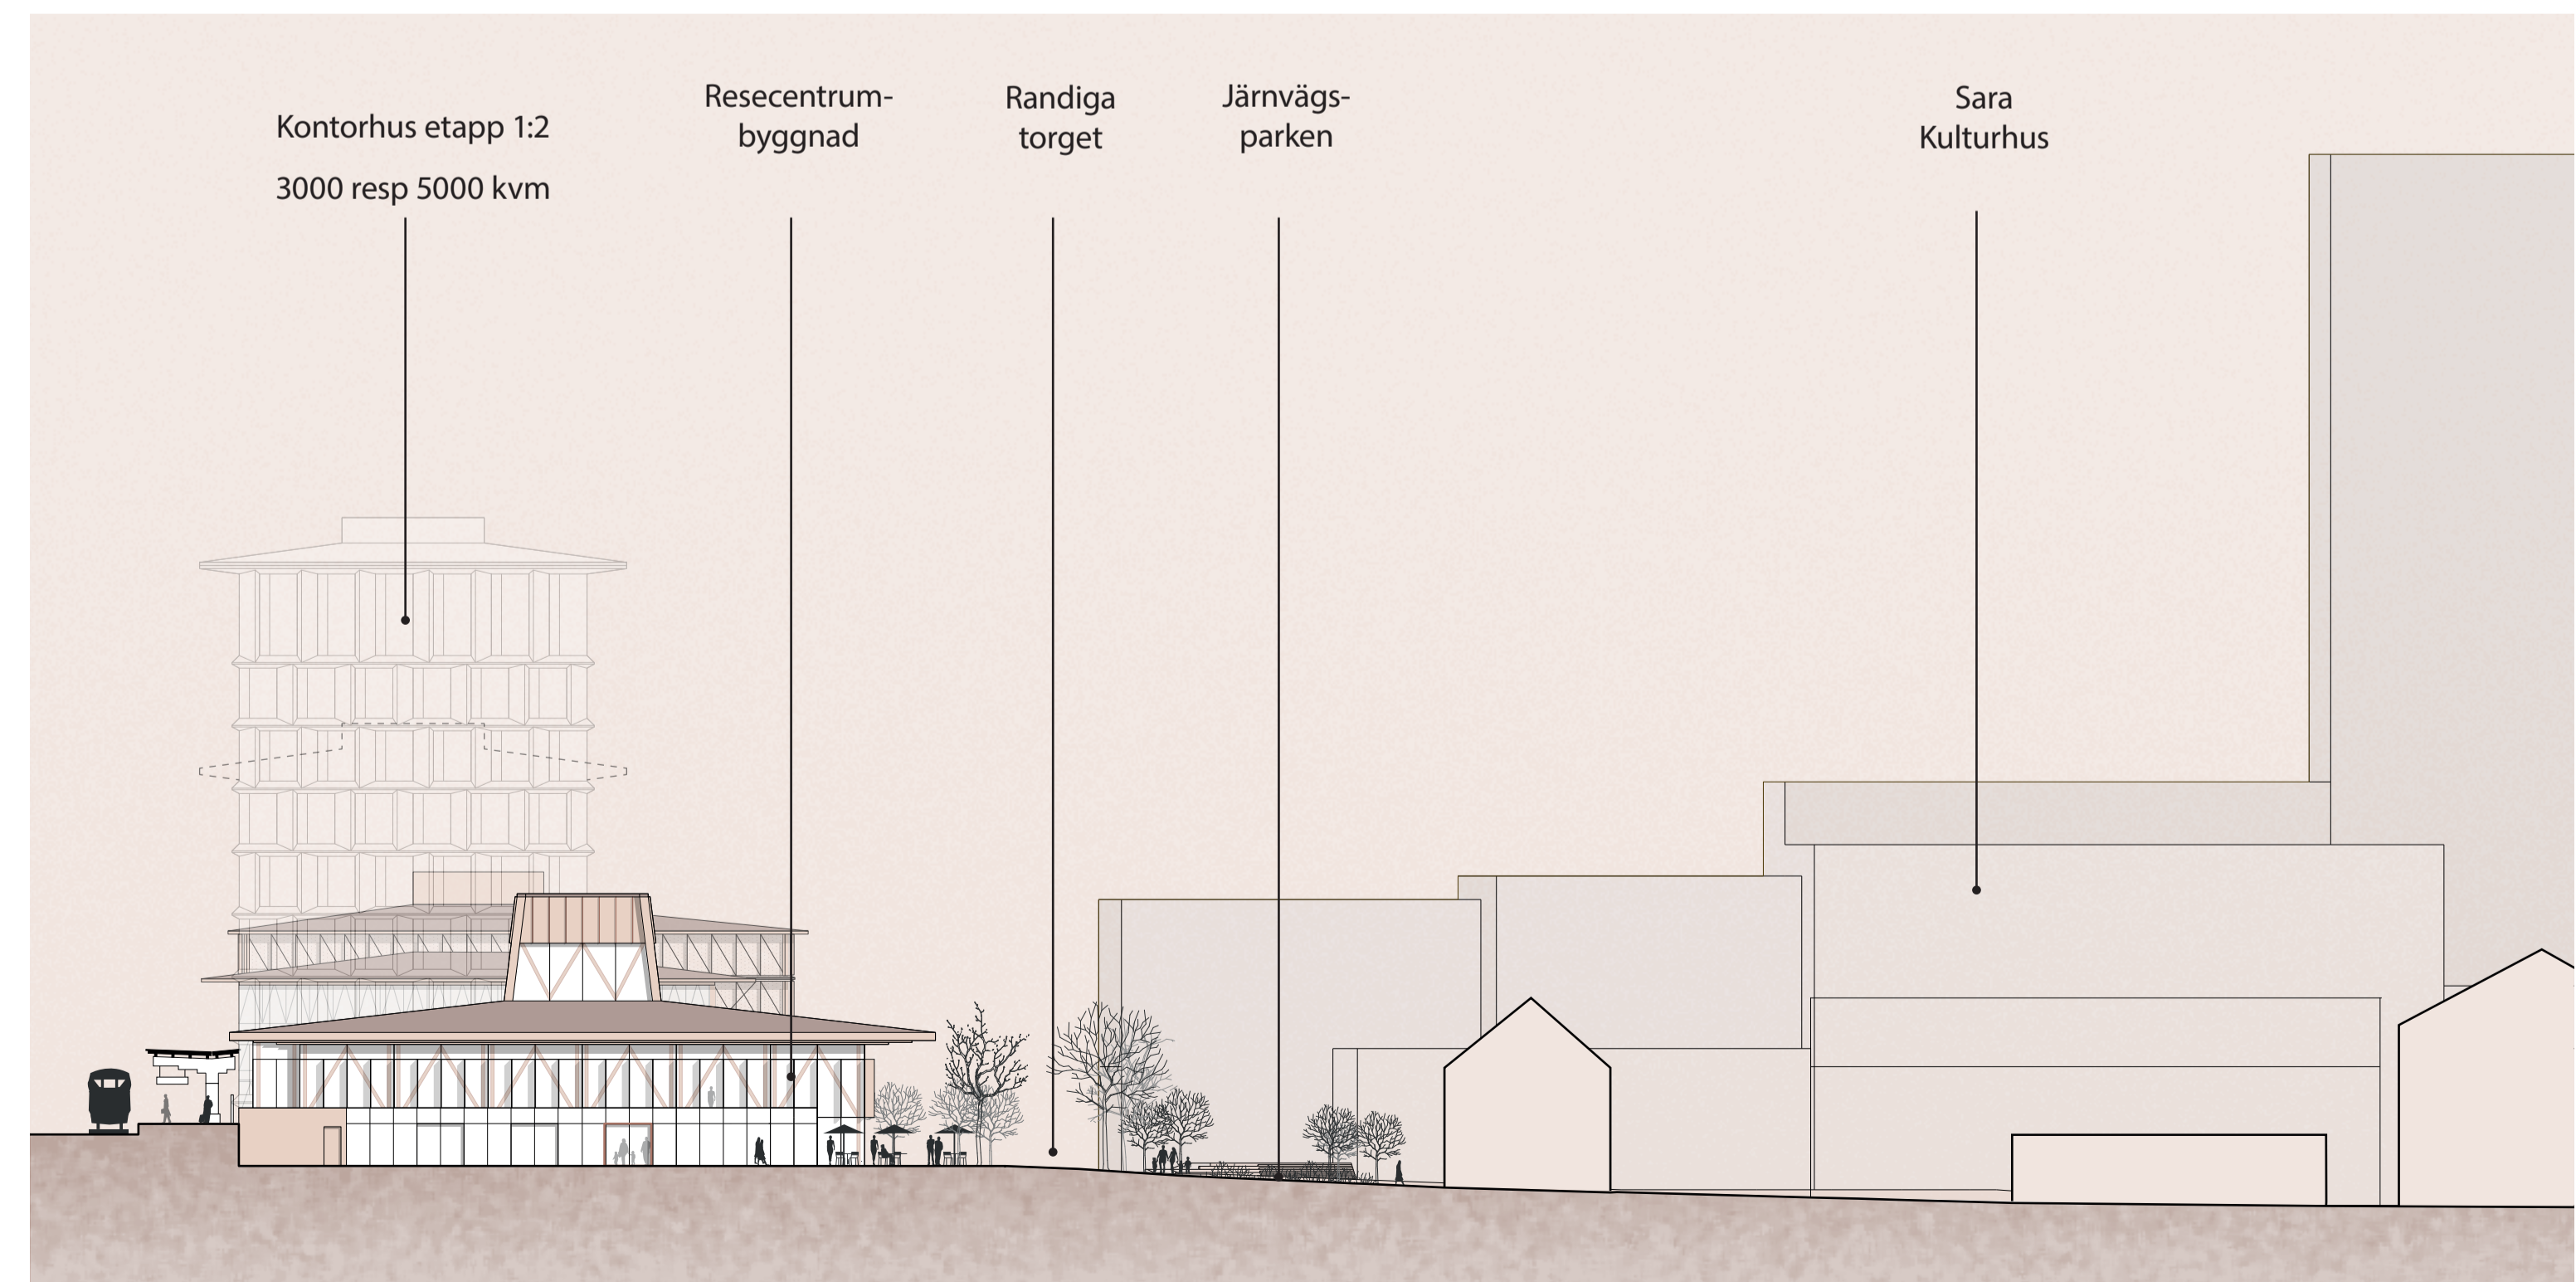 Kontorhus etapp 1:2
3000 resp 5000 kvm
Resecentrum-
byggnad
Randiga
torget
Järnvägs-
parken
Sara
Kulturhus